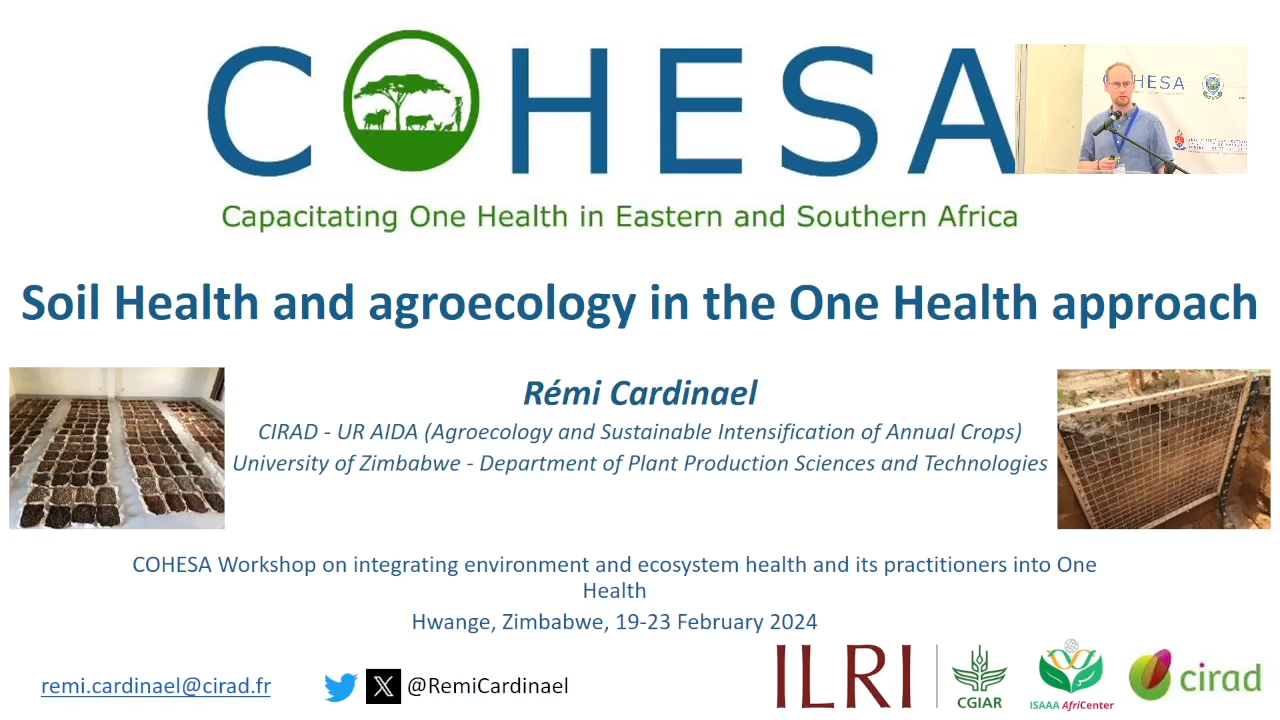 COHESA
HESA
Capacitating One Health in Eastern and Southern Africa
Soil Health and agroecology in the One Health approach
Rémi Cardinael
CIRAD - UR AIDA (Agroecology and Sustainable Intensification of Annual Crops)
University of Zimbabwe - Department of Plant Production Sciences and Technologies
COHESA Workshop on integrating environment and ecosystem health and its practitioners into One
Health
Hwange, Zimbabwe, 19-23 February 2024
remi.cardinael@cirad.fr
@RemiCardinael
ILRI
CGIAR
ISAAA AfriCenter
cirad